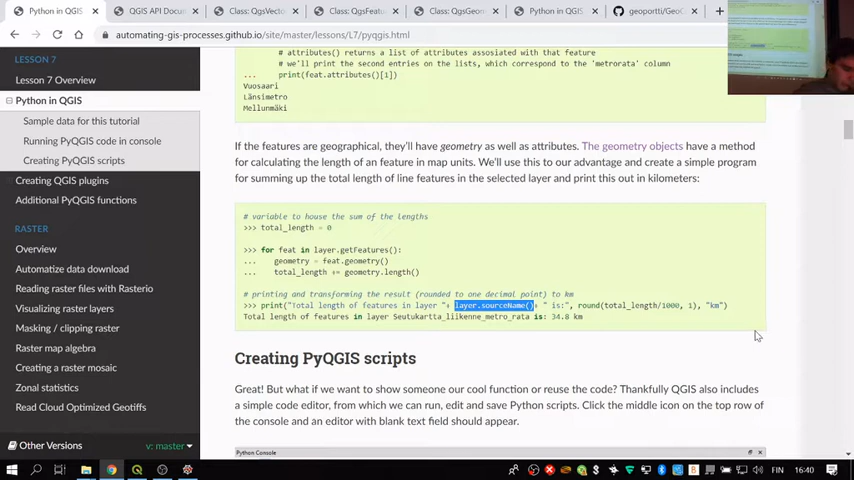 Python in QGIS
QGIS API Docu
Class: QgsVect
Class: QgsFeat
Class: QgsGeom
Python in QGIS
geoportti/GeoC
automating-gis-processes.github.io/site/master/lessons/L7/pyqgis.html
LESSON 7
Lesson 7 Overview
Python in QGIS
Sample data for this tutorial
Running PyQGIS code in console
Creating PyQGIS scripts
Creating QGIS plugins
Additional PyQGIS functions
RASTER
Overview
Automatize data download
Reading raster files with Rasterio
Visualizing raster layers
Masking / clipping raster
Raster map algebra
Creating a raster mosaic
Zonal statistics
Read Cloud Optimized Geotiffs
Other Versions
v: master
# attributes() returns a list of attributes assosiated with that feature
# we'll print the second entries on the lists, which correspond to the 'metrorata' column
... print(feat.attributes()[1])
Vuosaari
Länsimetro
Mellunmäki
If the features are geographical, they'll have geometry as well as attributes. The geometry objects have a method
for calculating the length of an feature in map units. We'll use this to our advantage and create a simple program
for summing up the total length of line features in the selected layer and print this out in kilometers:
# variable to house the sum of the lengths
>>> total_length = 0
>>> for feat in layer.getFeatures():
... geometry = feat.geometry()
... total_length += geometry.length()
# printing and transforming the result (rounded to one decimal point) to km
>>> print("Total length of features in layer "+ layer.sourceName()+ " is:", round(total_length/1000, 1), "km")
Total length of features in layer Seutukartta_liikenne_metro_rata is: 34.8 km
Creating PyQGIS scripts
Great! But what if we want to show someone our cool function or reuse the code? Thankfully QGIS also includes
a simple code editor, from which we can run, edit and save Python scripts. Click the middle icon on the top row of
the console and an editor with blank text field should appear.
Python Console
FIN
16:40